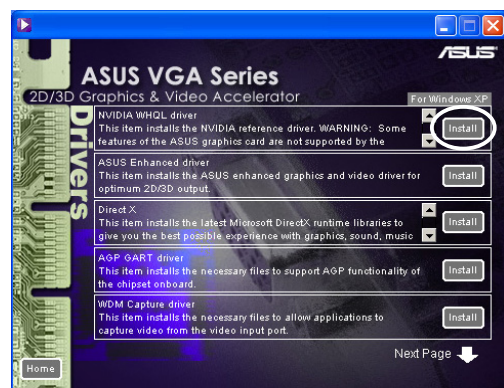 ASUS
ASUS VGA Series
2D/3D Graphics & Video Accelerator
For Windows XP
Drivers
NVIDIA WHQL driver
This item installs the NVIDIA reference driver. WARNING: Some
features of the ASUS graphics card are not supported by the
Install
ASUS Enhanced driver
This item installs the ASUS enhanced graphics and video driver for
optimum 2D/3D output.
Install
Direct X
This item installs the latest Microsoft DirectX runtime libraries to
give you the best possible experience with graphics, sound, music
Install
AGP GART driver
This item installs the necessary files to support AGP functionality of
the chipset onboard.
Install
WDM Capture driver
This item installs the necessary files to allow applications to
capture video from the video input port.
Install
Next Page
Home